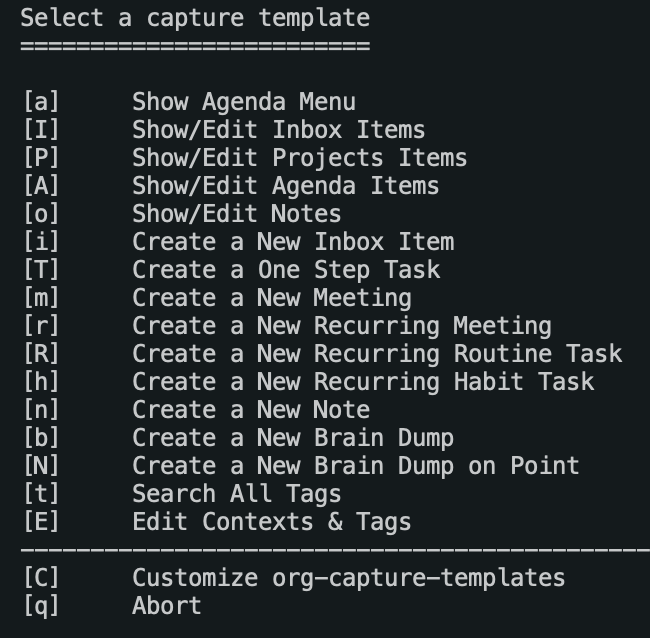 Select a capture template
=========================
[a]     Show Agenda Menu
[I]     Show/Edit Inbox Items
[P]     Show/Edit Projects Items
[A]     Show/Edit Agenda Items
[o]     Show/Edit Notes
[i]     Create a New Inbox Item
[T]     Create a One Step Task
[m]     Create a New Meeting
[r]     Create a New Recurring Meeting
[R]     Create a New Recurring Routine Task
[h]     Create a New Recurring Habit Task
[n]     Create a New Note
[b]     Create a New Brain Dump
[N]     Create a New Brain Dump on Point
[t]     Search All Tags
[E]     Edit Contexts & Tags
---------------------------------------------
[C]     Customize org-capture-templates
[q]     Abort